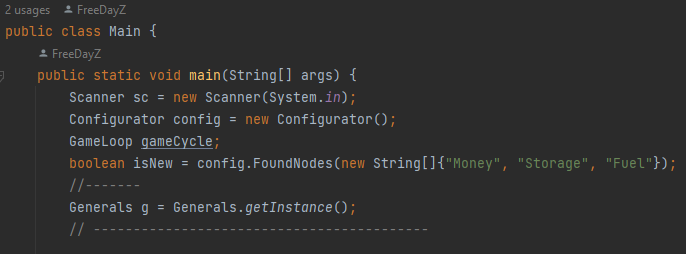 2 usages FreeDayZ
public class Main {
FreeDayZ
public static void main(String[] args) {
Scanner sc = new Scanner(System.in);
Configurator config = new Configurator();
GameLoop gameCycle;
boolean isNew = config.FoundNodes(new String[]{"Money", "Storage", "Fuel"});
//-------
Generals g = Generals.getInstance();
// ------------------------------------------